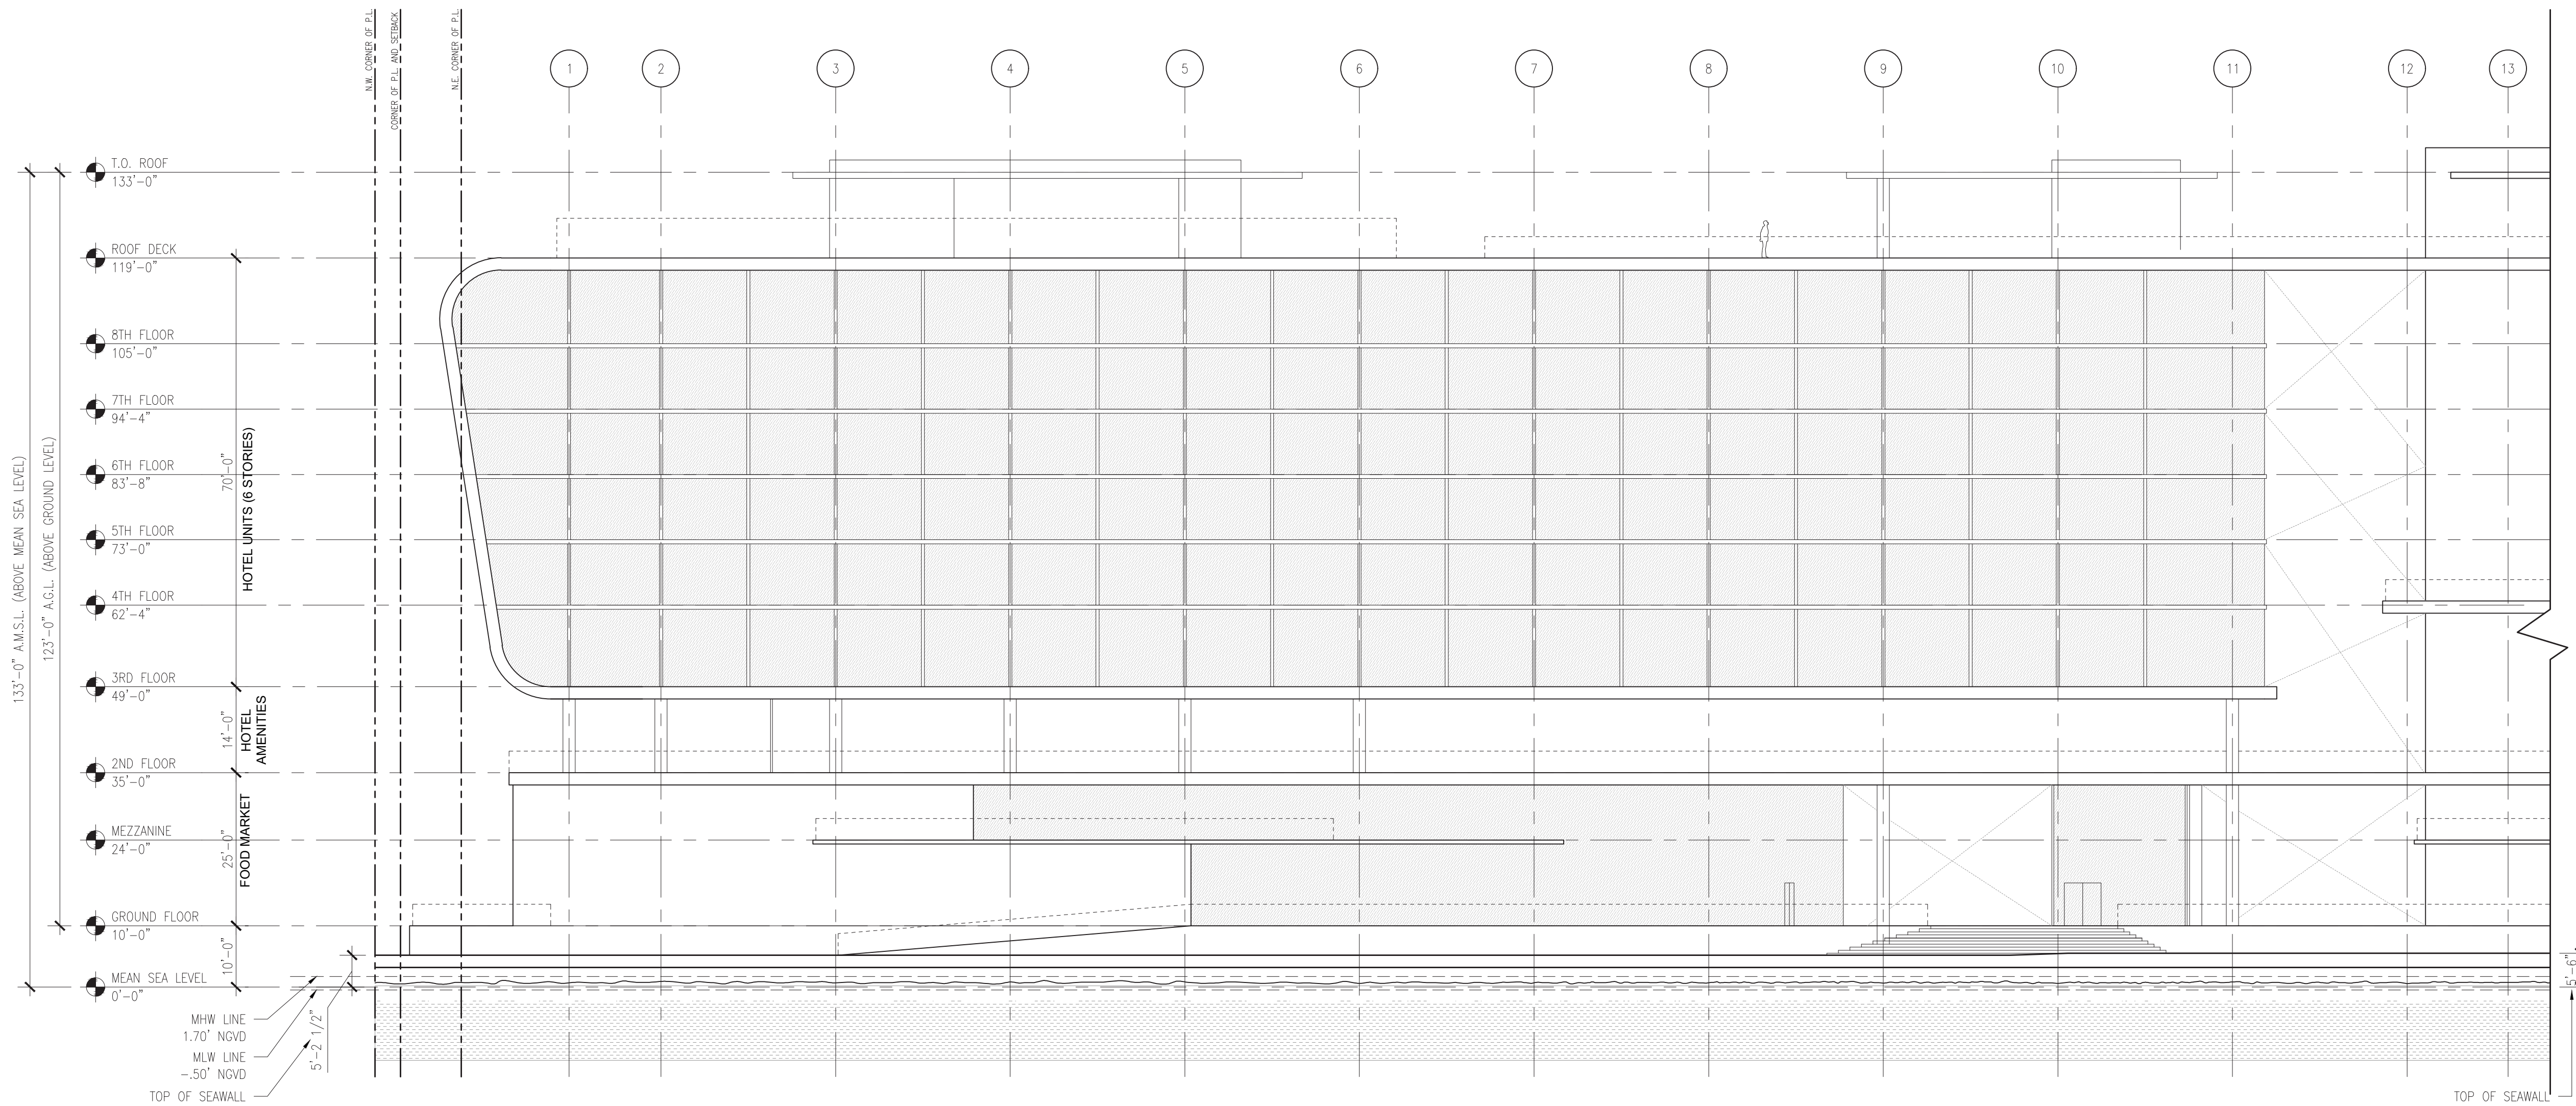 N.W. CORNER OF P.L.
CORNER OF P.L. AND SETBACK
N.E. CORNER OF P.L.
1
2
3
4
5
6
7
8
9
10
11
12
13
T.O. ROOF
133'-0"
ROOF DECK
119'-0"
8TH FLOOR
105'-0"
7TH FLOOR
94'-4"
6TH FLOOR
83'-8"
5TH FLOOR
73'-0"
4TH FLOOR
62'-4"
3RD FLOOR
49'-0"
2ND FLOOR
35'-0"
MEZZANINE
24'-0"
GROUND FLOOR
10'-0"
MEAN SEA LEVEL
0'-0"
133'-0" A.M.S.L. (ABOVE MEAN SEA LEVEL)
123'-0" A.G.L. (ABOVE GROUND LEVEL)
70'-0"
HOTEL UNITS (6 STORIES)
14'-0"
HOTEL
AMENITIES
25'-0"
FOOD MARKET
10'-0"
MHW LINE
1.70' NGVD
MLW LINE
-.50' NGVD
TOP OF SEAWALL
5'-2 1/2"
5'-6"
TOP OF SEAWALL